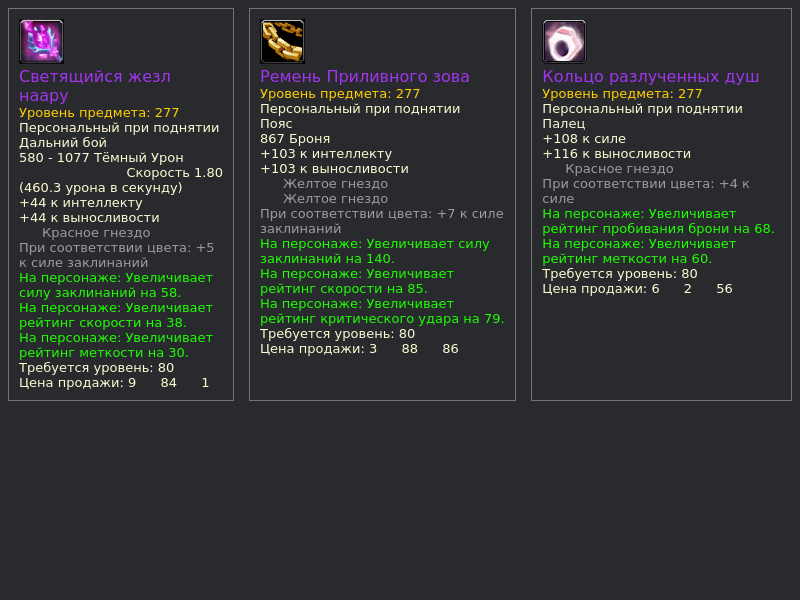 Светящийся жезл
наару
Уровень предмета: 277
Персональный при поднятии
Дальний бой
580 - 1077 Тёмный Урон
Скорость 1.80
(460.3 урона в секунду)
+44 к интеллекту
+44 к выносливости
Красное гнездо
При соответствии цвета: +5
к силе заклинаний
На персонаже: Увеличивает
силу заклинаний на 58.
На персонаже: Увеличивает
рейтинг скорости на 38.
На персонаже: Увеличивает
рейтинг меткости на 30.
Требуется уровень: 80
Цена продажи: 9 84 1
Ремень Приливного зова
Уровень предмета: 277
Персональный при поднятии
Пояс
867 Броня
+103 к интеллекту
+103 к выносливости
Желтое гнездо
Желтое гнездо
При соответствии цвета: +7 к силе
заклинаний
На персонаже: Увеличивает силу
заклинаний на 140.
На персонаже: Увеличивает
рейтинг скорости на 85.
На персонаже: Увеличивает
рейтинг критического удара на 79.
Требуется уровень: 80
Цена продажи: 3 88 86
Кольцо разлученных душ
Уровень предмета: 277
Персональный при поднятии
Палец
+108 к силе
+116 к выносливости
Красное гнездо
При соответствии цвета: +4 к
силе
На персонаже: Увеличивает
рейтинг пробивания брони на 68.
На персонаже: Увеличивает
рейтинг меткости на 60.
Требуется уровень: 80
Цена продажи: 6 2 56